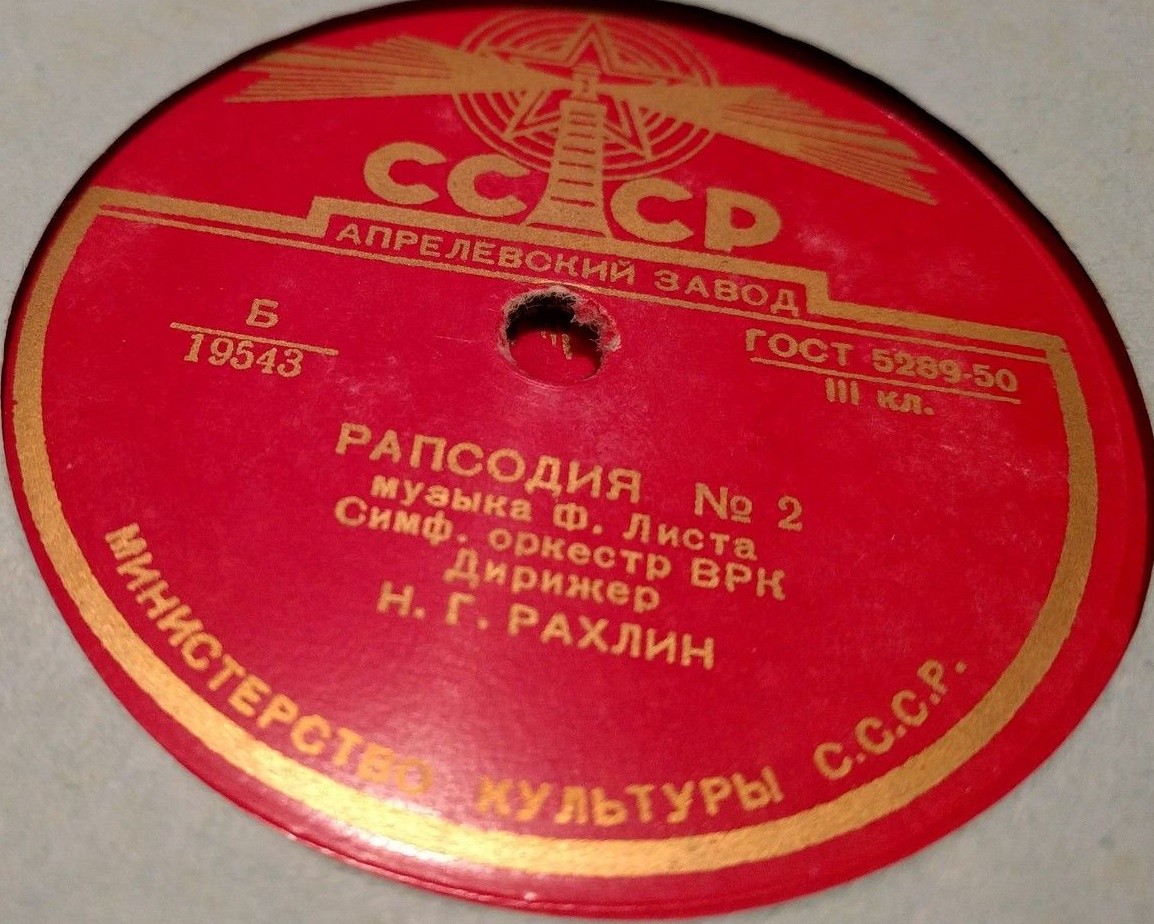 СССР
АПРЕЛЕВСКИЙ ЗАВОД
Б
19543
ГОСТ 5289-50
III кл.
РАПСОДИЯ № 2
музыка Ф. Листа
Симф. оркестр ВРК
Дирижер
Н. Г. РАХЛИН
МИНИСТЕРСТВО КУЛЬТУРЫ С.С.С.Р.